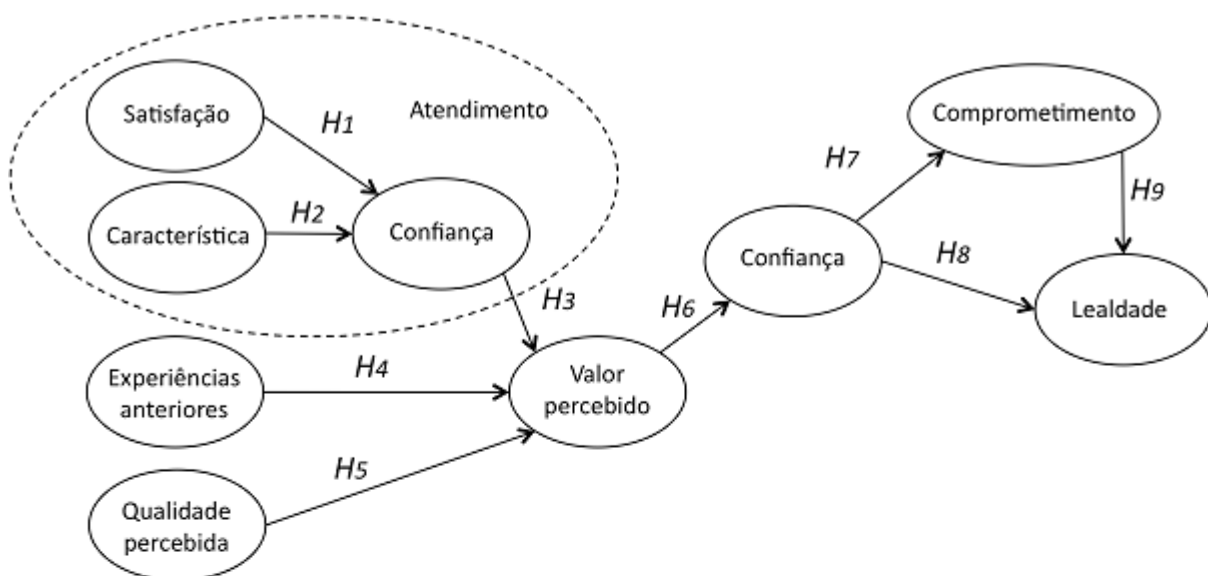 Satisfação
H1
Atendimento
Característica
H2
Confiança
H3
Experiências
anteriores
H4
Qualidade
percebida
H5
Valor
percebido
H6
Confiança
H7
Comprometimento
H8
H9
Lealdade